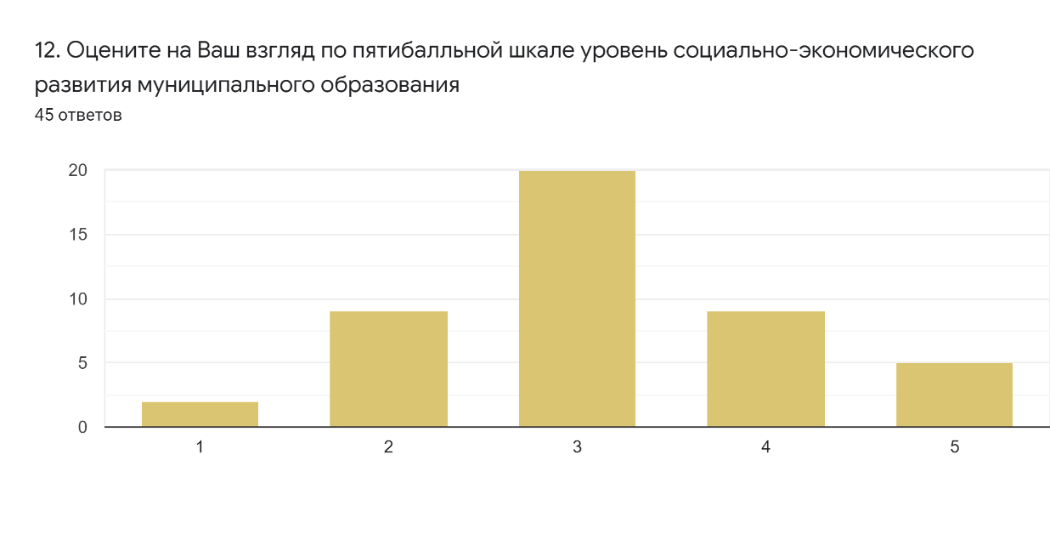 12. Оцените на Ваш взгляд по пятибалльной шкале уровень социально-экономического
развития муниципального образования
45 ответов
20
15
10
5
0
1 2 3 4 5